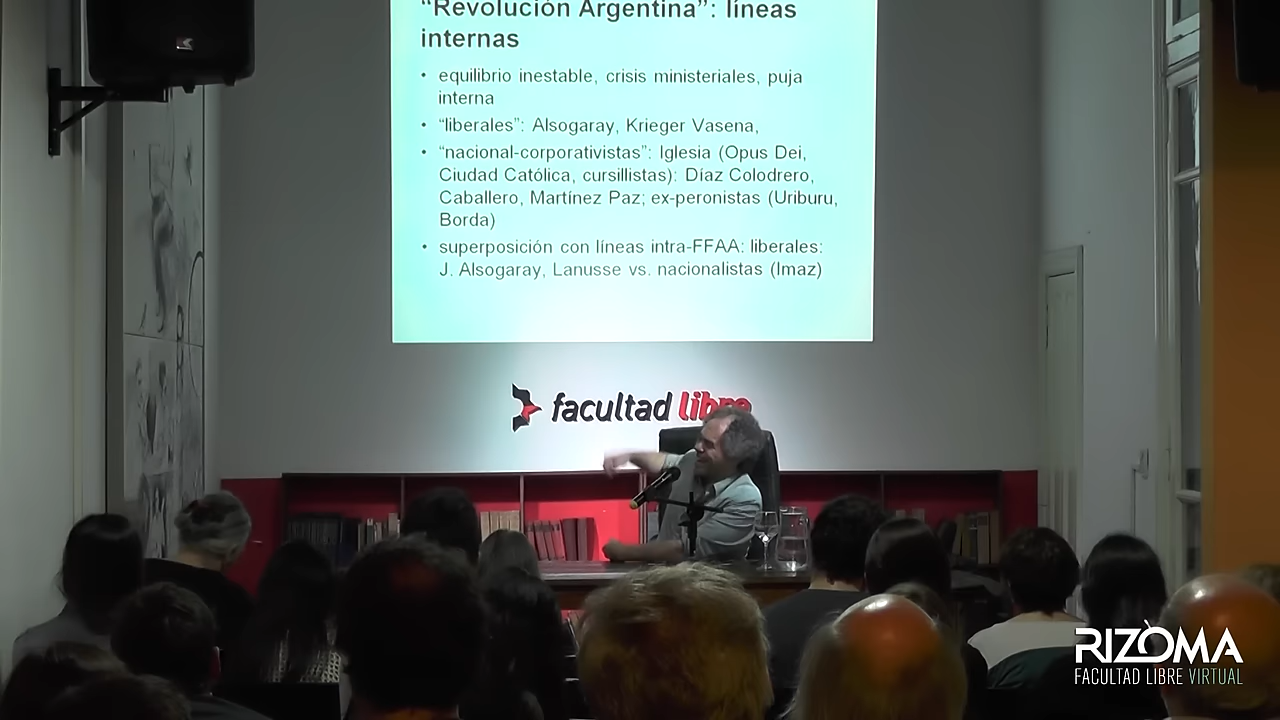 “Revolución Argentina”: líneas
internas
• equilibrio inestable, crisis ministeriales, puja
interna
• “liberales”: Alsogaray, Krieger Vasena,
• “nacional-corporativistas”: Iglesia (Opus Dei,
Ciudad Católica, cursillistas): Díaz Colodrero,
Caballero, Martínez Paz; ex-peronistas (Uriburu,
Borda)
• superposición con líneas intra-FFAA: liberales:
J. Alsogaray, Lanusse vs. nacionalistas (Imaz)
facultad libre
RIZOMA
FACULTAD LIBRE VIRTUAL